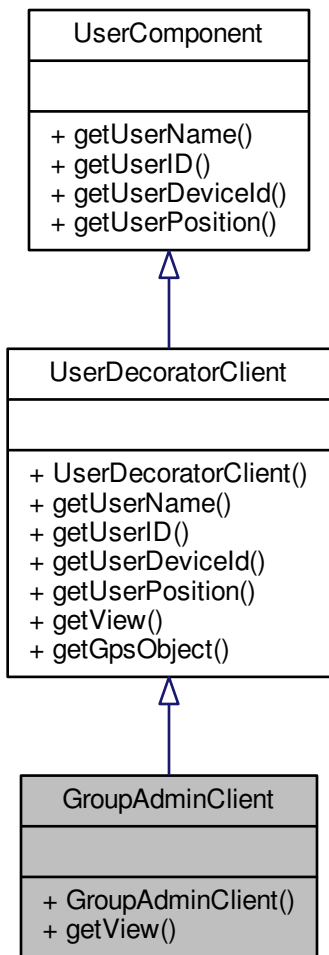 UserComponent
+ getUserName()
+ getUserID()
+ getUserDeviceId()
+ getUserPosition()
UserDecoratorClient
+ UserDecoratorClient()
+ getUserName()
+ getUserID()
+ getUserDeviceId()
+ getUserPosition()
+ getView()
+ getGpsObject()
GroupAdminClient
+ GroupAdminClient()
+ getView()